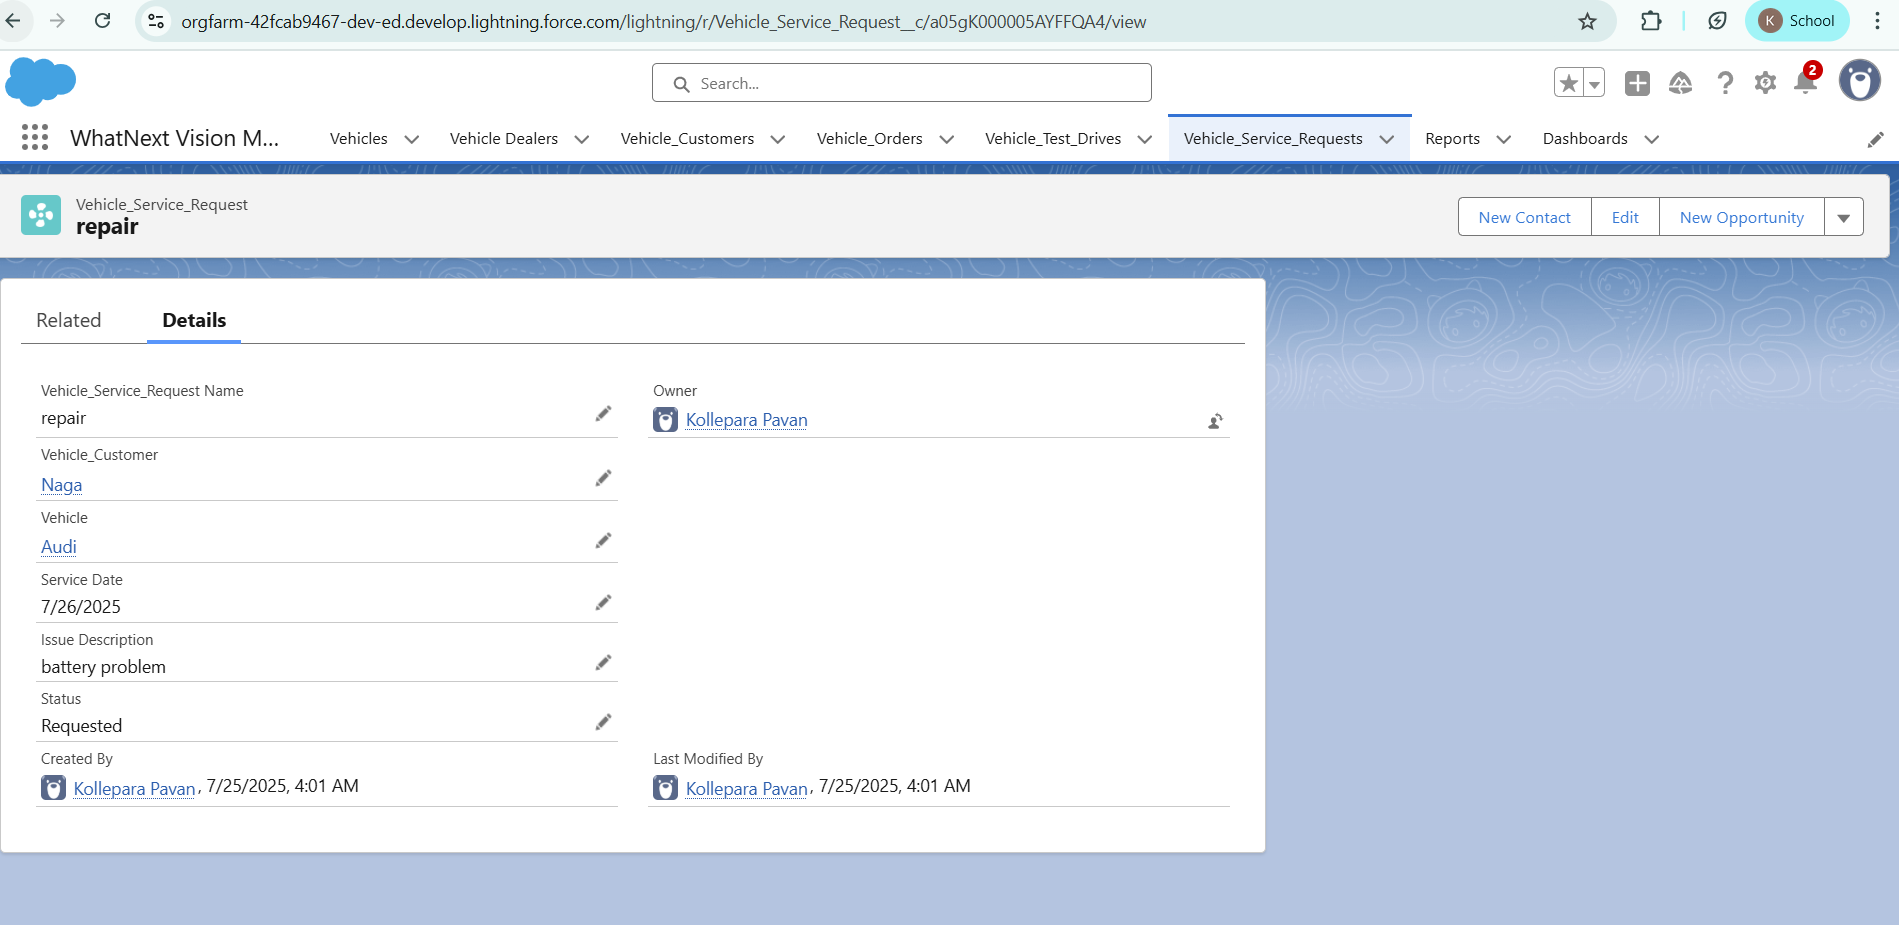 orgfarm-42fcab9467-dev-ed.develop.lightning.force.com/lightning/r/Vehicle_Service_Request__c/a05gK000005AYFFQA4/view
K School
Search...
2
WhatNext Vision M... Vehicles Vehicle Dealers Vehicle_Customers Vehicle_Orders Vehicle_Test_Drives Vehicle_Service_Requests Reports Dashboards
Vehicle_Service_Request
repair
New Contact Edit New Opportunity
Related Details
Vehicle_Service_Request Name
repair
Owner
Kollepara Pavan
Vehicle_Customer
Naga
Vehicle
Audi
Service Date
7/26/2025
Issue Description
battery problem
Status
Requested
Created By
Kollepara Pavan, 7/25/2025, 4:01 AM
Last Modified By
Kollepara Pavan, 7/25/2025, 4:01 AM